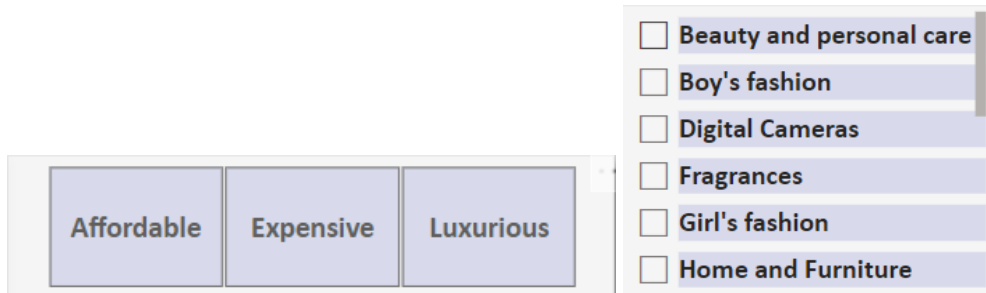 Affordable
Expensive
Luxurious
Beauty and personal care
Boy's fashion
Digital Cameras
Fragrances
Girl's fashion
Home and Furniture